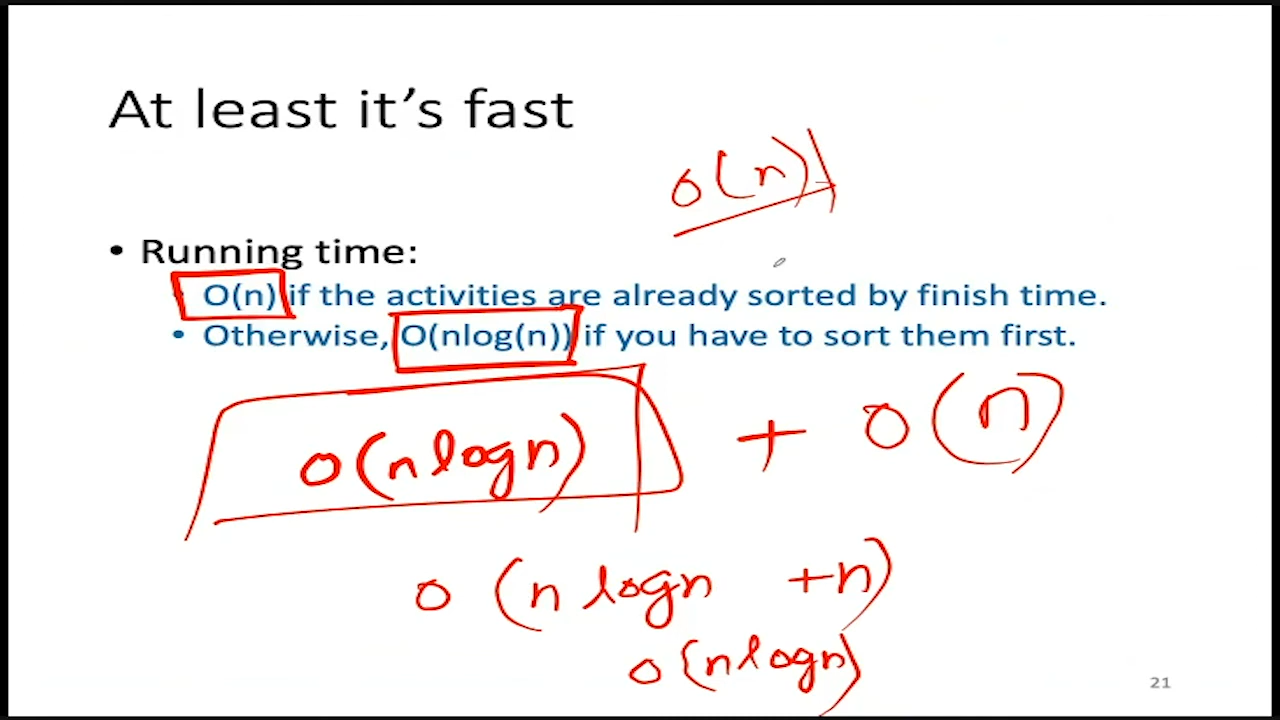 At least it's fast
O(n)
• Running time:
• O(n) if the activities are already sorted by finish time.
• Otherwise, O(nlog(n)) if you have to sort them first.
O(nlogn) + O(n)
O(nlogn +n)
O(nlogn)
21